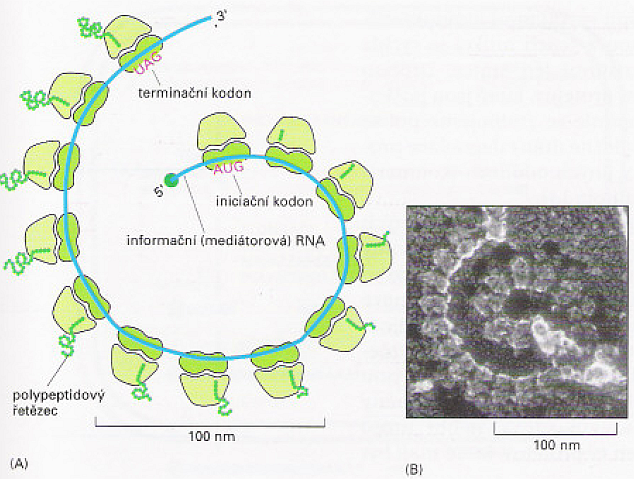 3'
UAG
terminační kodon
5'
AUG
iniciační kodon
informační (mediátorová) RNA
polypeptidový
řetězec
100 nm
(A)
100 nm
(B)